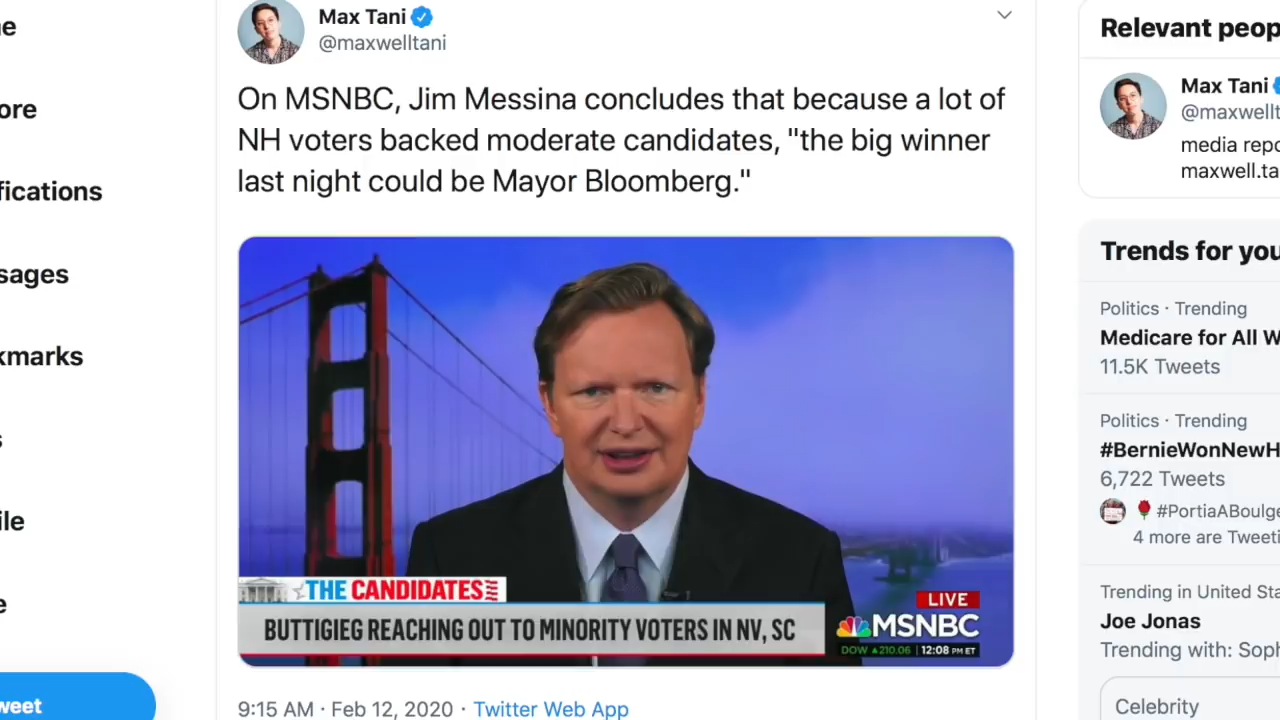 Max Tani
@maxwelltani
On MSNBC, Jim Messina concludes that because a lot of
NH voters backed moderate candidates, "the big winner
last night could be Mayor Bloomberg."
THE CANDIDATES
BUTTIGIEG REACHING OUT TO MINORITY VOTERS IN NV, SC
LIVE
MSNBC
DOW ▲210.06 | 12:08 PM ET
9:15 AM · Feb 12, 2020 · Twitter Web App
e
ore
fications
sages
kmarks
s
ile
e
weet
Relevant peop
Max Tani
@maxwellt
media repo
maxwell.ta
Trends for you
Politics · Trending
Medicare for All W
11.5K Tweets
Politics · Trending
#BernieWonNewH
6,722 Tweets
🌹 #PortiaABoulge
4 more are Tweeti
Trending in United Sta
Joe Jonas
Trending with: Soph
Celebrity